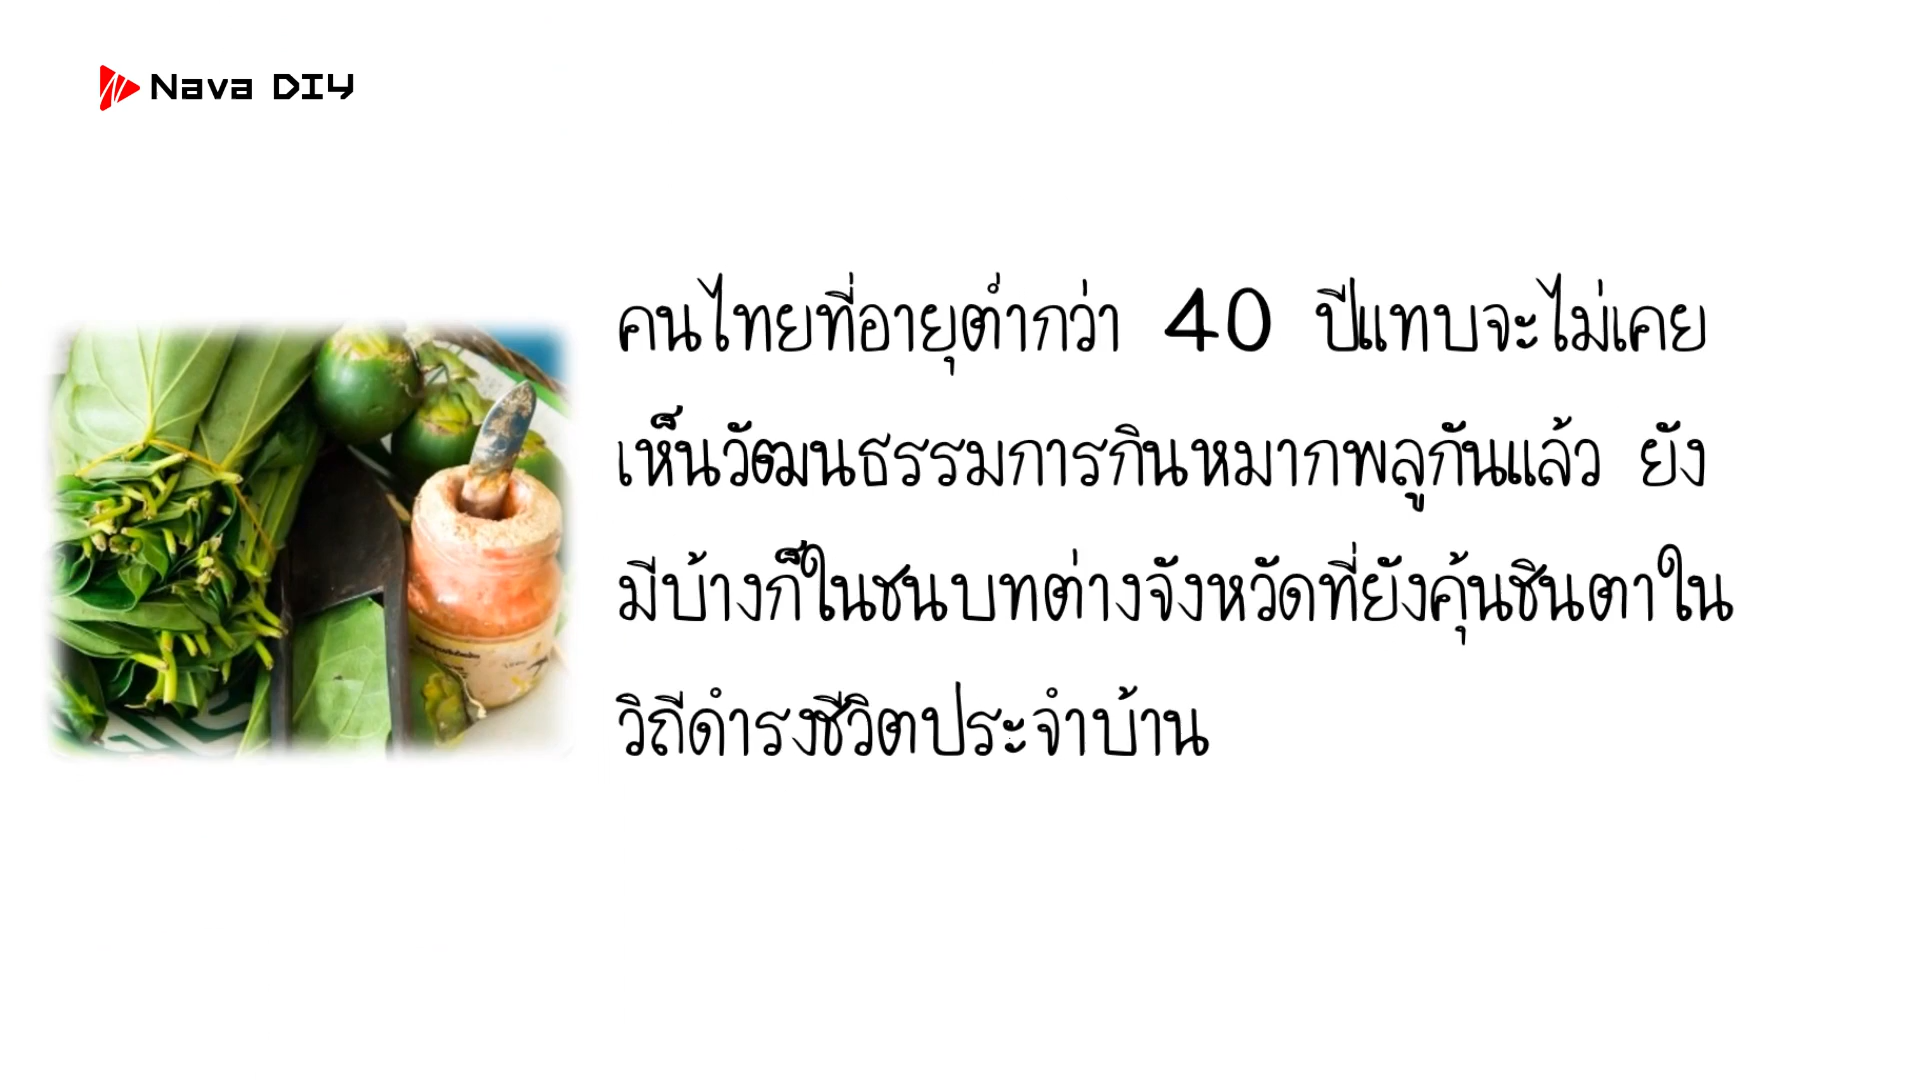 Nava DIY
คนไทยที่อายุต่ำกว่า 40 ปีแทบจะไม่เคย
เห็นวัฒนธรรมการกินหมากพลูกันแล้ว ยัง
มีบ้างก็ในชนบทต่างจังหวัดที่ยังคุ้นชินตาใน
วิถีดำรงชีวิตประจำบ้าน